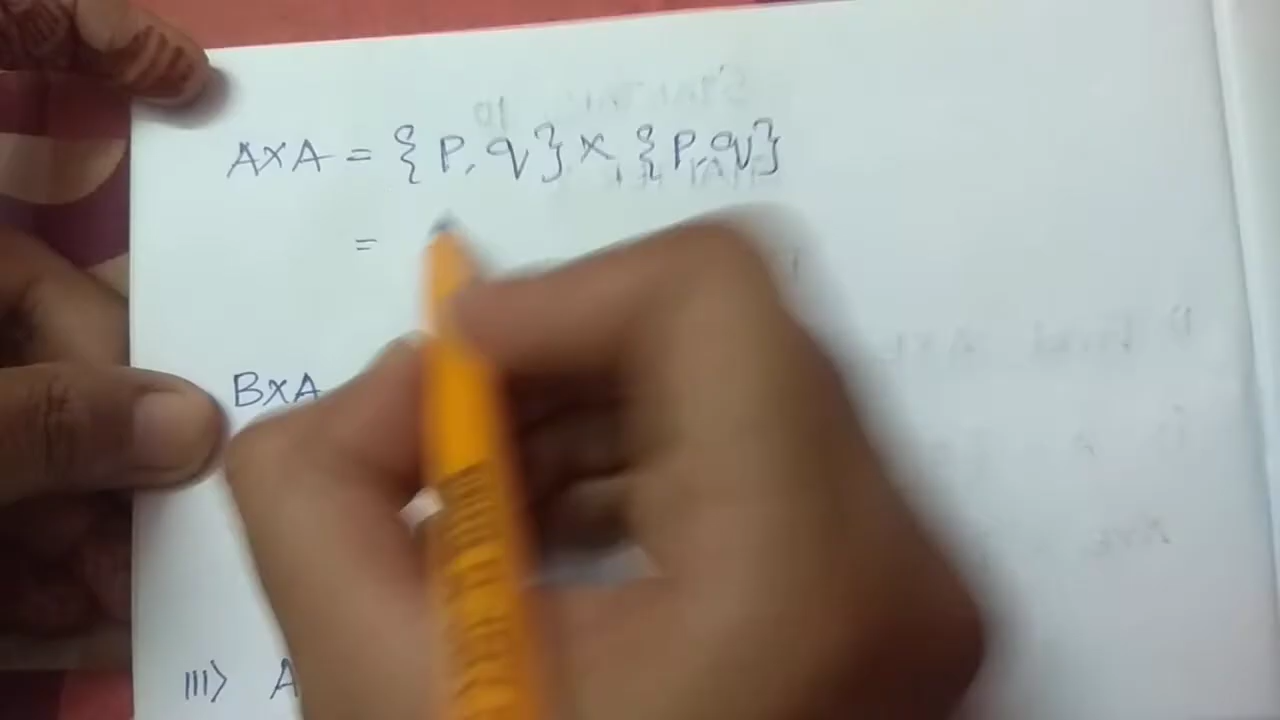 A×A = {P, q} × {P, q}
=
B×A
III) A